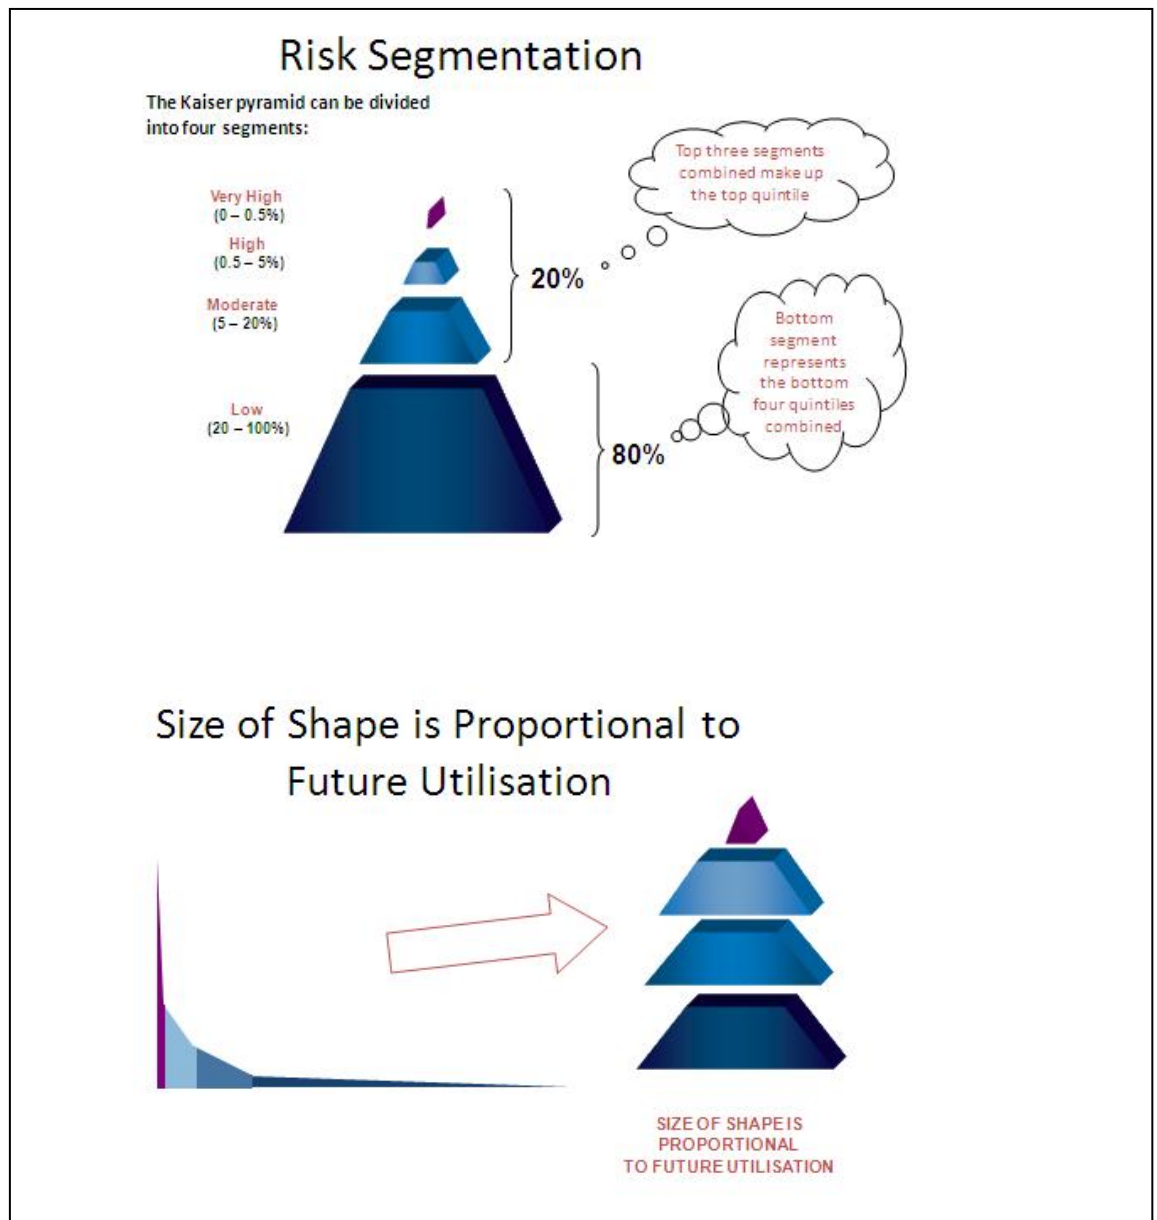 Risk Segmentation
The Kaiser pyramid can be divided
into four segments:
Top three segments
combined make up
the top quintile
Very High
(0 – 0.5%)
High
(0.5 – 5%)
20%
Moderate
(5 – 20%)
Bottom
segment
represents
the bottom
four quintiles
combined
Low
(20 – 100%)
80%
Size of Shape is Proportional to
Future Utilisation
SIZE OF SHAPE IS
PROPORTIONAL
TO FUTURE UTILISATION